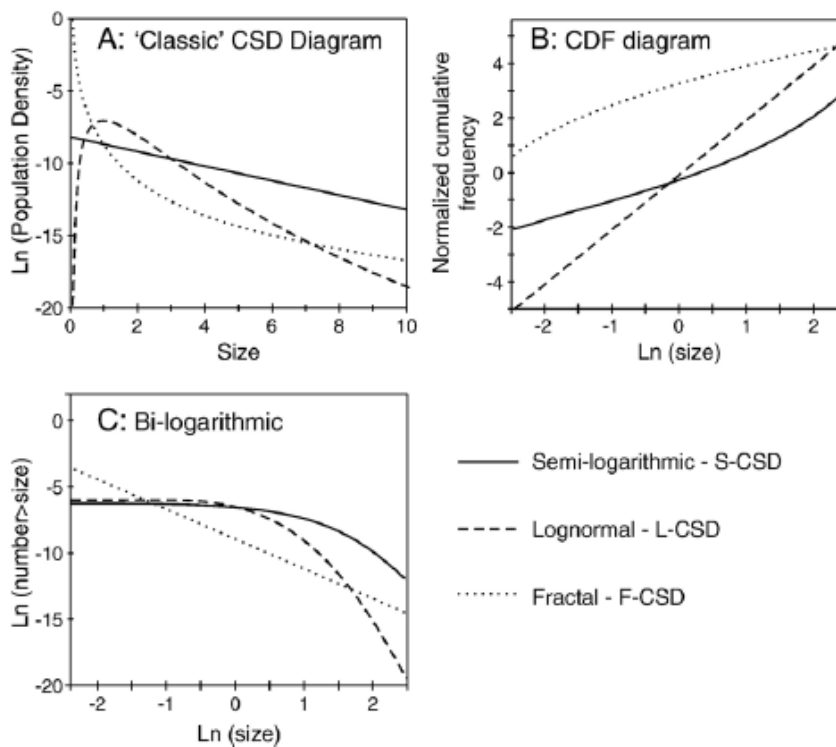 A: ‘Classic’ CSD Diagram
Ln (Population Density)
0
-5
-10
-15
-20
0
2
4
6
8
10
Size
B: CDF diagram
Normalized cumulative
frequency
4
2
0
-2
-4
-2
-1
0
1
2
Ln (size)
C: Bi-logarithmic
Ln (number>size)
0
-5
-10
-15
-20
-2
-1
0
1
2
Ln (size)
Semi-logarithmic - S-CSD
Lognormal - L-CSD
Fractal - F-CSD